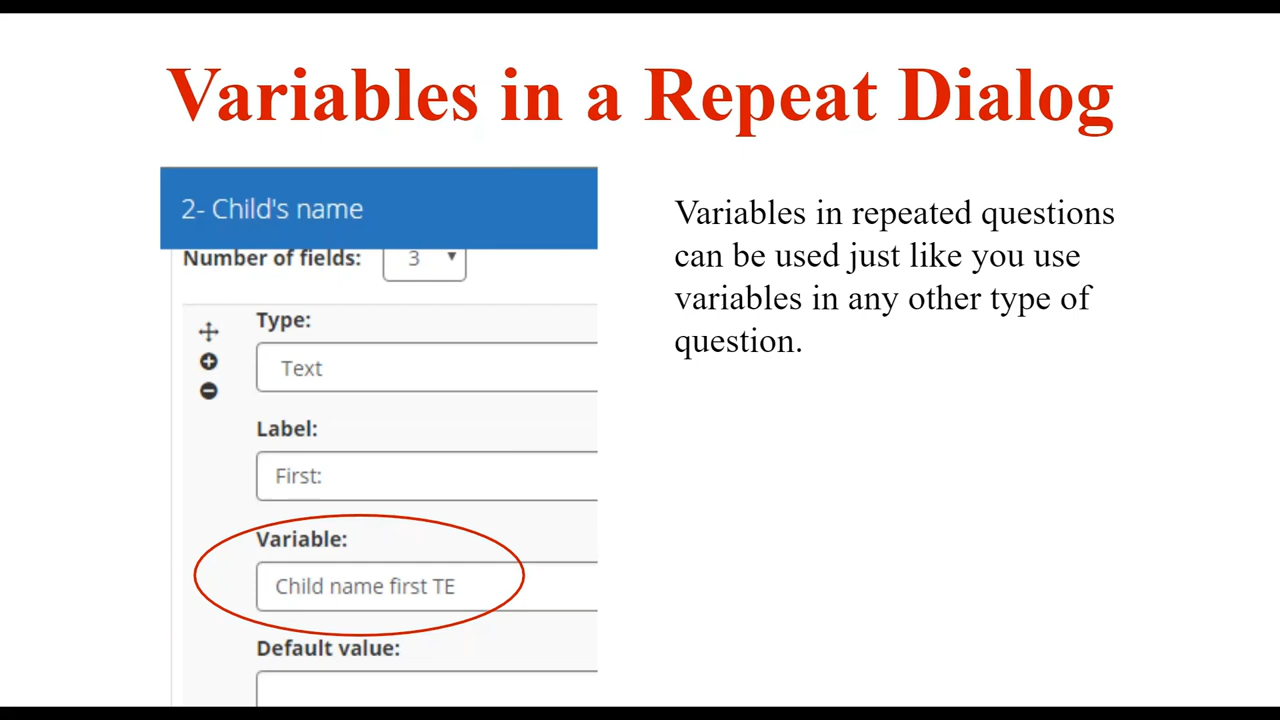 Variables in a Repeat Dialog
2- Child's name
Number of fields: 3
Type:
Text
Label:
First:
Variable:
Child name first TE
Default value:
Variables in repeated questions
can be used just like you use
variables in any other type of
question.